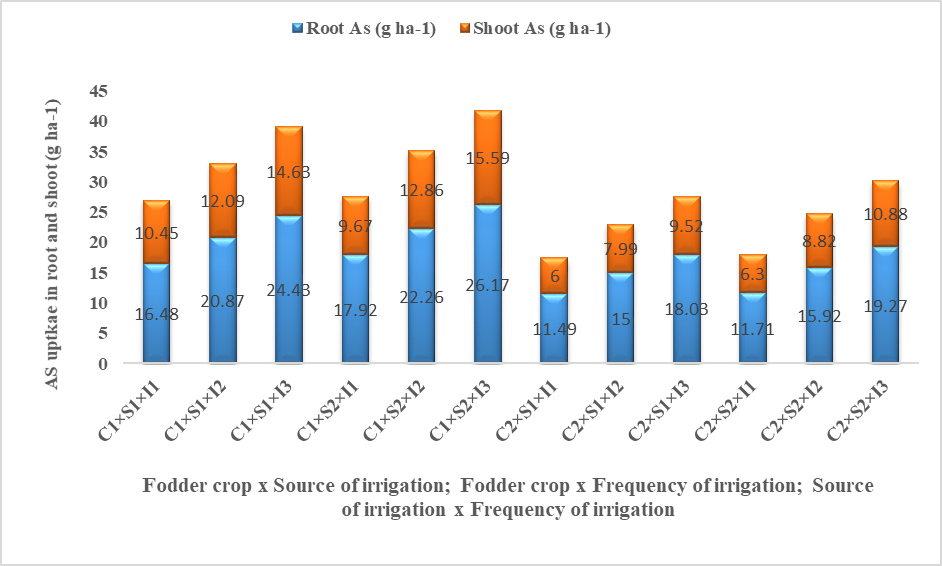 Root As (g ha-1) Shoot As (g ha-1)
AS uptkae in root and shoot (g ha-1)
45
40
35
30
25
20
15
10
5
0
10.45
12.09
14.63
9.67
12.86
15.59
6
7.99
9.52
6.3
8.82
10.88
16.48
20.87
24.43
17.92
22.26
26.17
11.49
15
18.03
11.71
15.92
19.27
C1×S1×I1
C1×S1×I2
C1×S1×I3
C1×S2×I1
C1×S2×I2
C1×S2×I3
C2×S1×I1
C2×S1×I2
C2×S1×I3
C2×S2×I1
C2×S2×I2
C2×S2×I3
Fodder crop x Source of irrigation; Fodder crop x Frequency of irrigation; Source
of irrigation x Frequency of irrigation